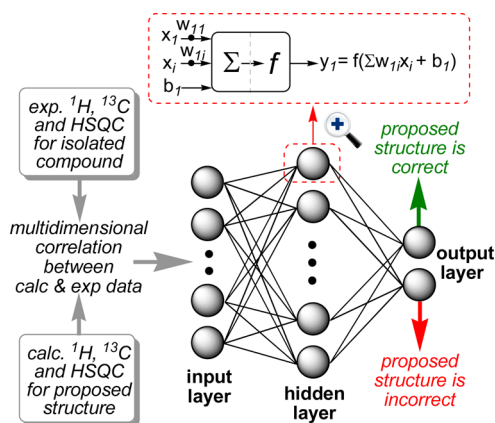 w₁₁
x₁
w₁ᵢ
xᵢ
b₁
Σ → f
y₁= f(Σw₁ᵢxᵢ + b₁)
exp. ¹H, ¹³C
and HSQC
for isolated
compound
multidimensional
correlation
between
calc & exp data
calc. ¹H, ¹³C
and HSQC
for proposed
structure
input
layer
hidden
layer
output
layer
proposed
structure is
correct
proposed
structure is
incorrect